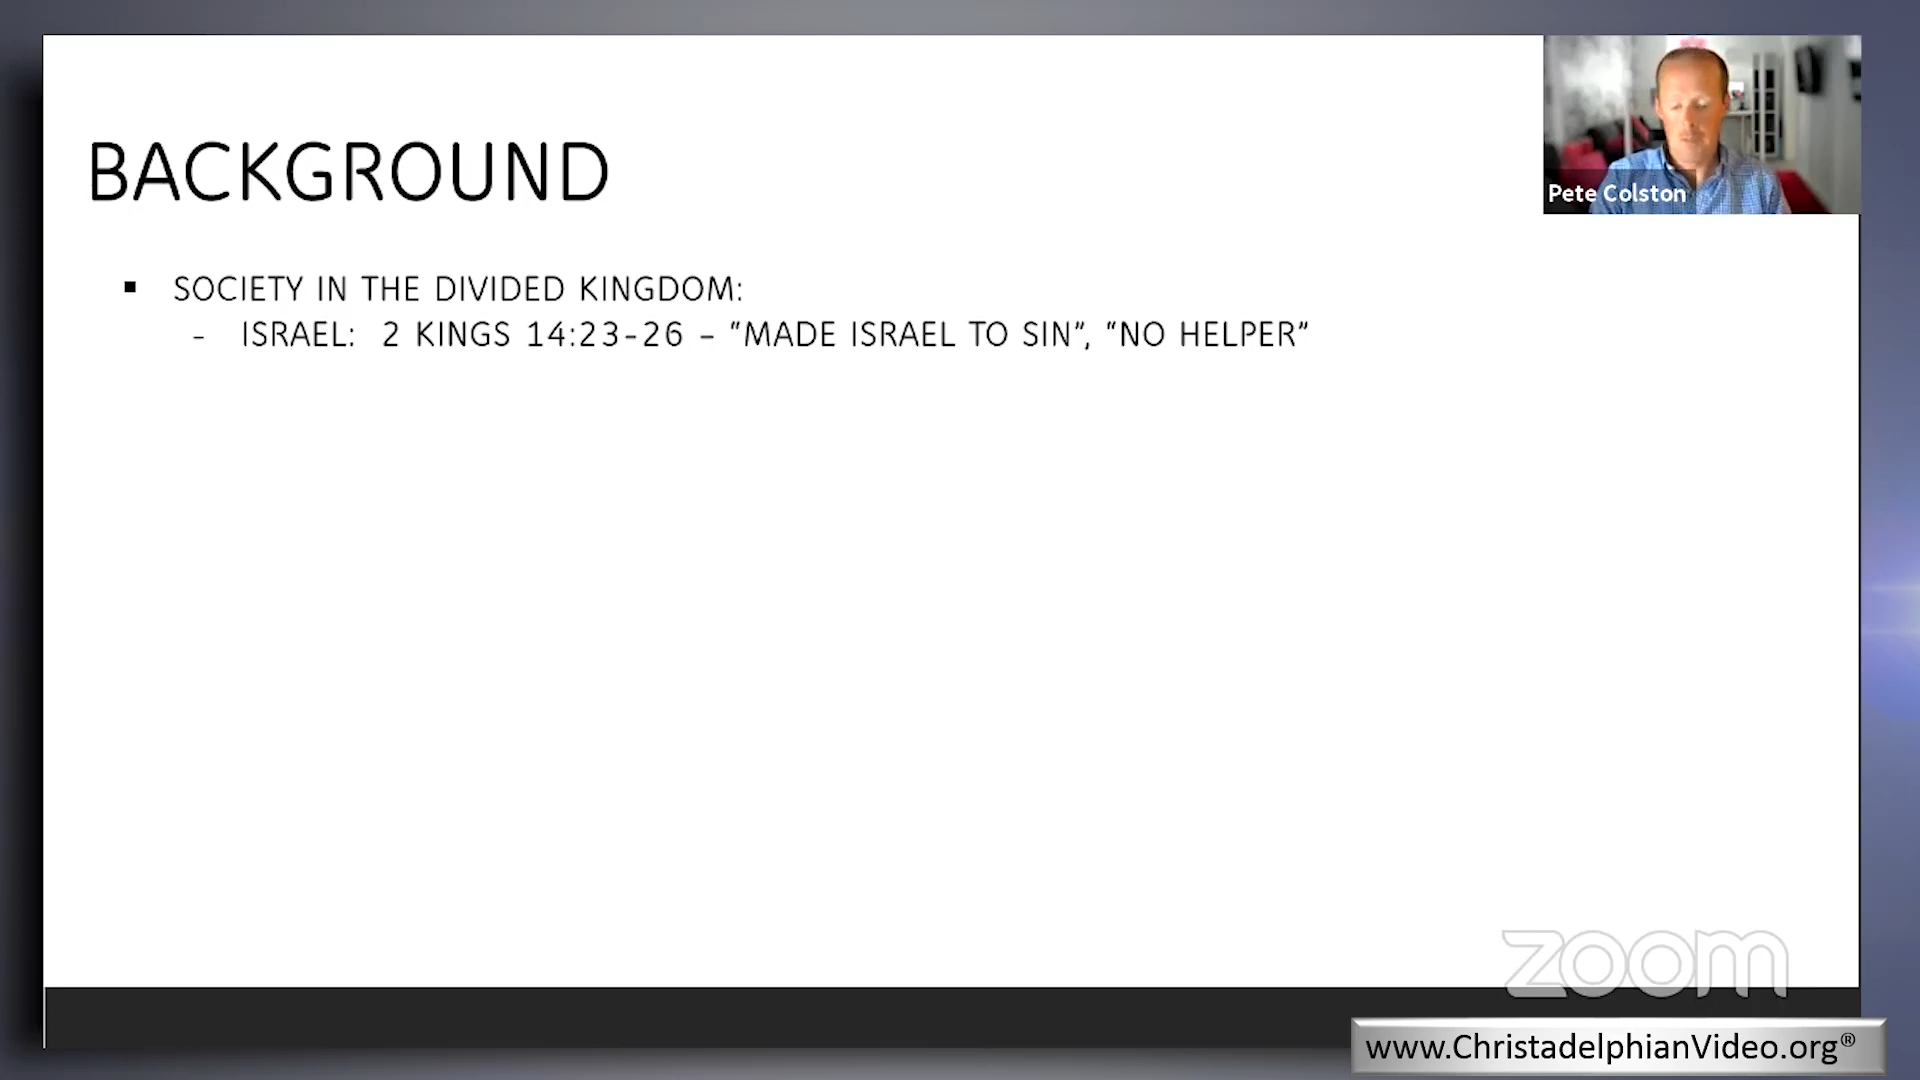 BACKGROUND
Pete Colston
▪ SOCIETY IN THE DIVIDED KINGDOM:
- ISRAEL: 2 KINGS 14:23-26 – “MADE ISRAEL TO SIN”, “NO HELPER”
zoom
www.ChristadelphianVideo.org®